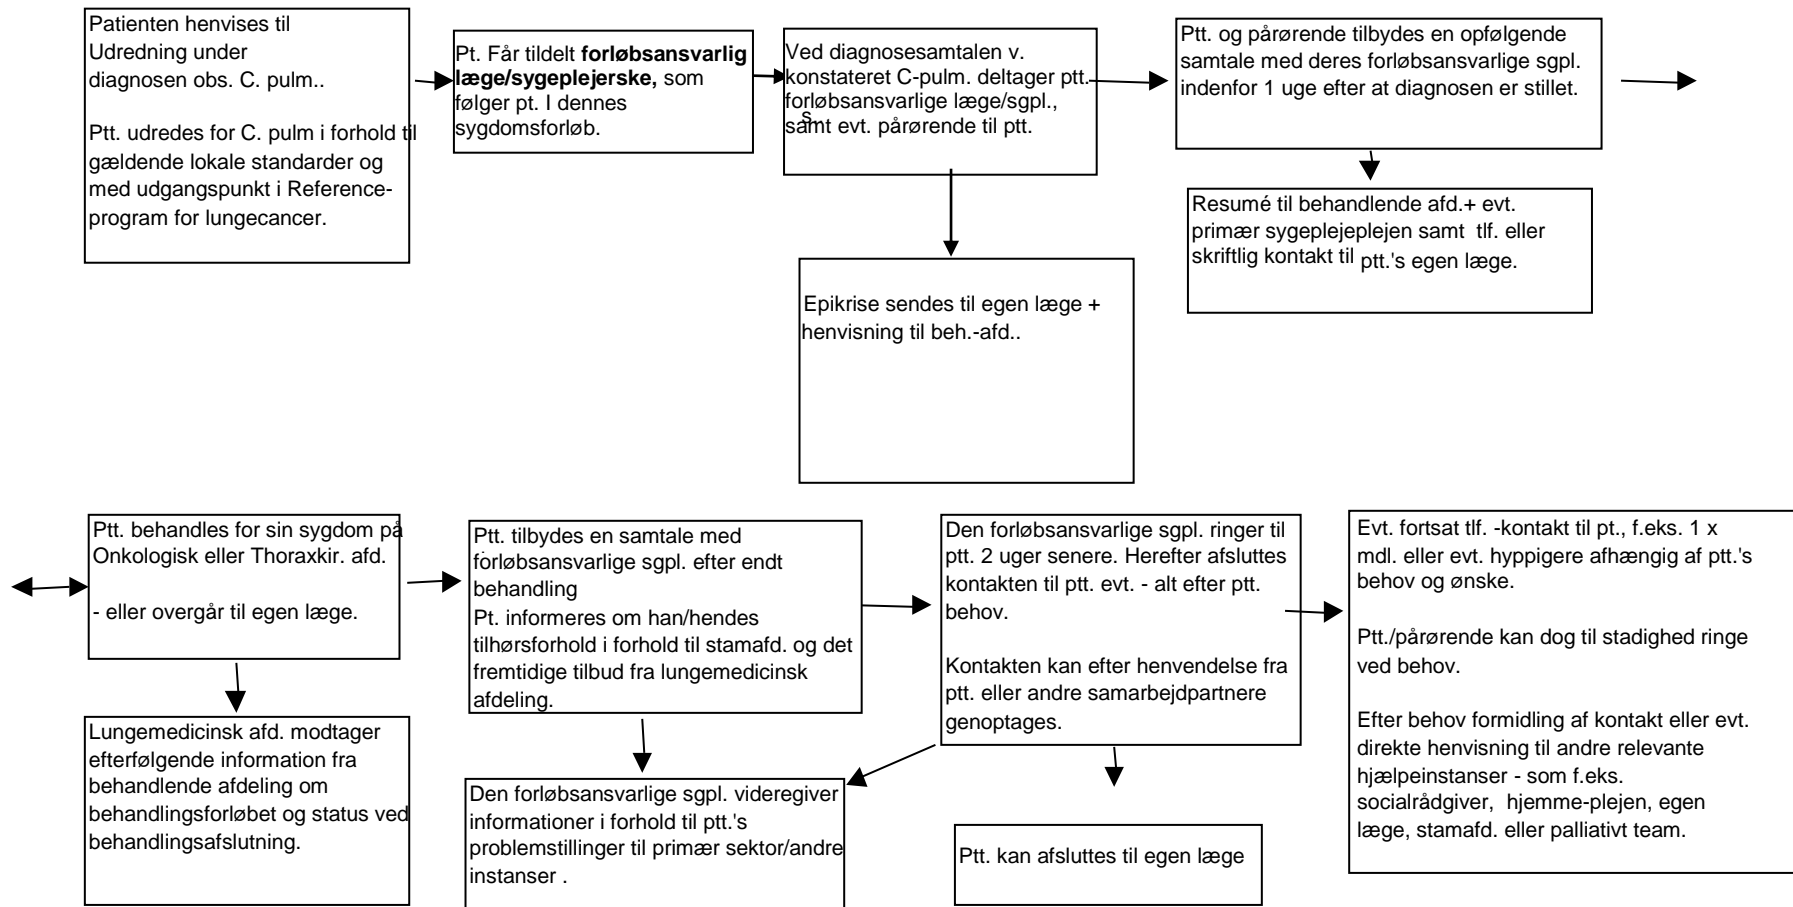 Patienten henvises til
Udredning under
diagnosen obs. C. pulm..
Ptt. udredes for C. pulm i forhold til
gældende lokale standarder og
med udgangspunkt i Reference-
program for lungecancer.
Pt. Får tildelt forløbsansvarlig
læge/sygeplejerske, som
følger pt. I dennes
sygdomsforløb.
Ved diagnosesamtalen v.
konstateret C-pulm. deltager ptt.
forløbsansvarlige læge/sgpl.,
s.
samt evt. pårørende til ptt.
Ptt. og pårørende tilbydes en opfølgende
samtale med deres forløbsansvarlige sgpl.
indenfor 1 uge efter at diagnosen er stillet.
Resumé til behandlende afd.+ evt.
primær sygeplejeplejen samt tlf. eller
skriftlig kontakt til ptt.'s egen læge.
Epikrise sendes til egen læge +
henvisning til beh.-afd..
Ptt. behandles for sin sygdom på
Onkologisk eller Thoraxkir. afd.
- eller overgår til egen læge.
Lungemedicinsk afd. modtager
efterfølgende information fra
behandlende afdeling om
behandlingsforløbet og status ved
behandlingsafslutning.
Ptt. tilbydes en samtale med
forløbsansvarlige sgpl. efter endt
behandling
Pt. informeres om han/hendes
tilhørsforhold i forhold til stamafd. og det
fremtidige tilbud fra lungemedicinsk
afdeling.
Den forløbsansvarlige sgpl. videregiver
informationer i forhold til ptt.'s
problemstillinger til primær sektor/andre
instanser .
Den forløbsansvarlige sgpl. ringer til
ptt. 2 uger senere. Herefter afsluttes
kontakten til ptt. evt. - alt efter ptt.
behov.
Kontakten kan efter henvendelse fra
ptt. eller andre samarbejdpartnere
genoptages.
Ptt. kan afsluttes til egen læge
Evt. fortsat tlf. -kontakt til pt., f.eks. 1 x
mdl. eller evt. hyppigere afhængig af ptt.'s
behov og ønske.
Ptt./pårørende kan dog til stadighed ringe
ved behov.
Efter behov formidling af kontakt eller evt.
direkte henvisning til andre relevante
hjælpeinstanser - som f.eks.
socialrådgiver, hjemme-plejen, egen
læge, stamafd. eller palliativt team.